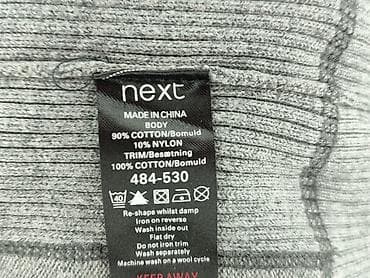 next
MADE IN CHINA
BODY
90% COTTON/Bomuld
10% NYLON
TRIM/Besætning
100% COTTON/Bomuld
484-530
40
Re-shape whilst damp
Iron on reverse
Wash inside out
Flat dry
Do not iron trim
Wash separately
Machine wash on a wool cycle
KEEP AWAY